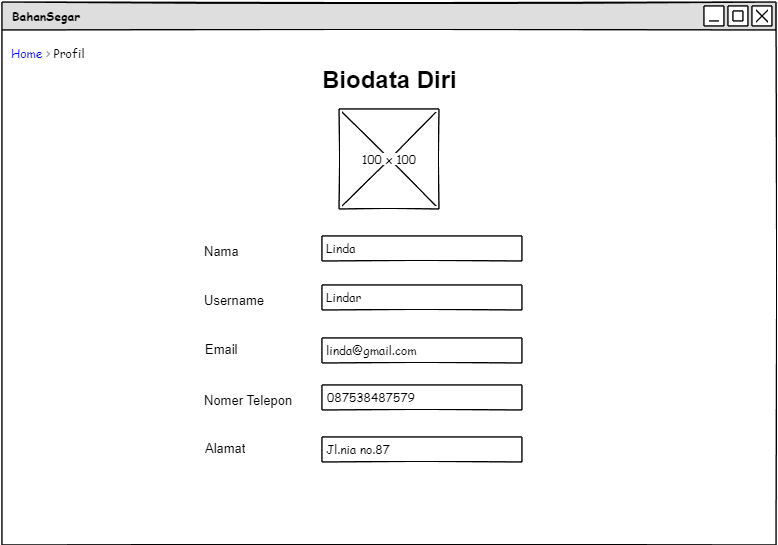 BahanSegar
Home > Profil
Biodata Diri
100 x 100
Nama Linda
Username Lindar
Email linda@gmail.com
Nomer Telepon 087538487579
Alamat Jl.nia no.87